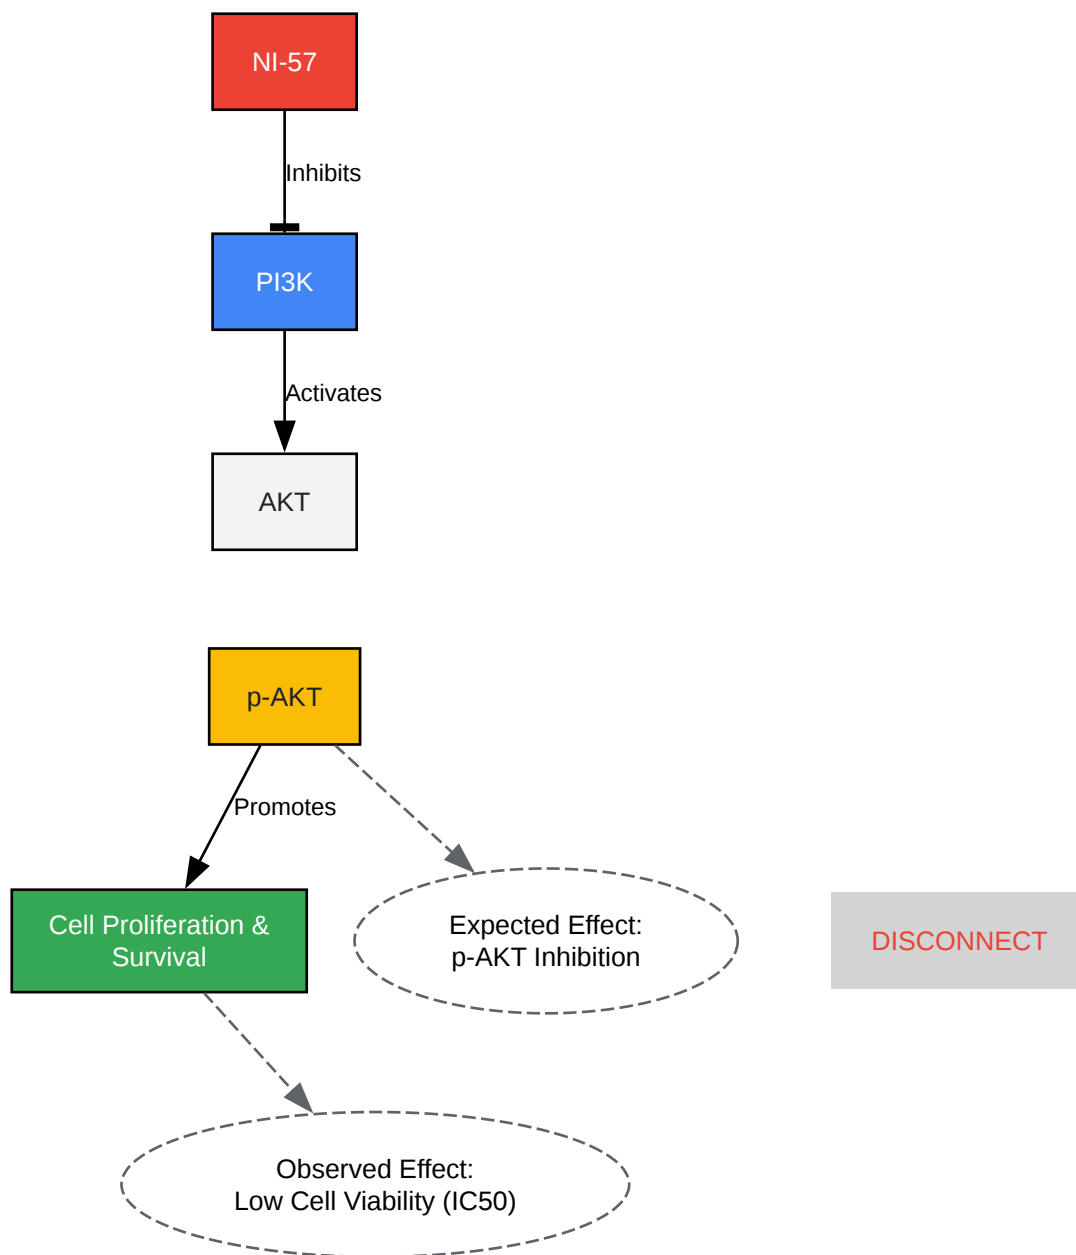 NI-57
Inhibits
PI3K
Activates
AKT
p-AKT
Promotes
Cell Proliferation &
Survival
Expected Effect:
p-AKT Inhibition
DISCONNECT
Observed Effect:
Low Cell Viability (IC50)